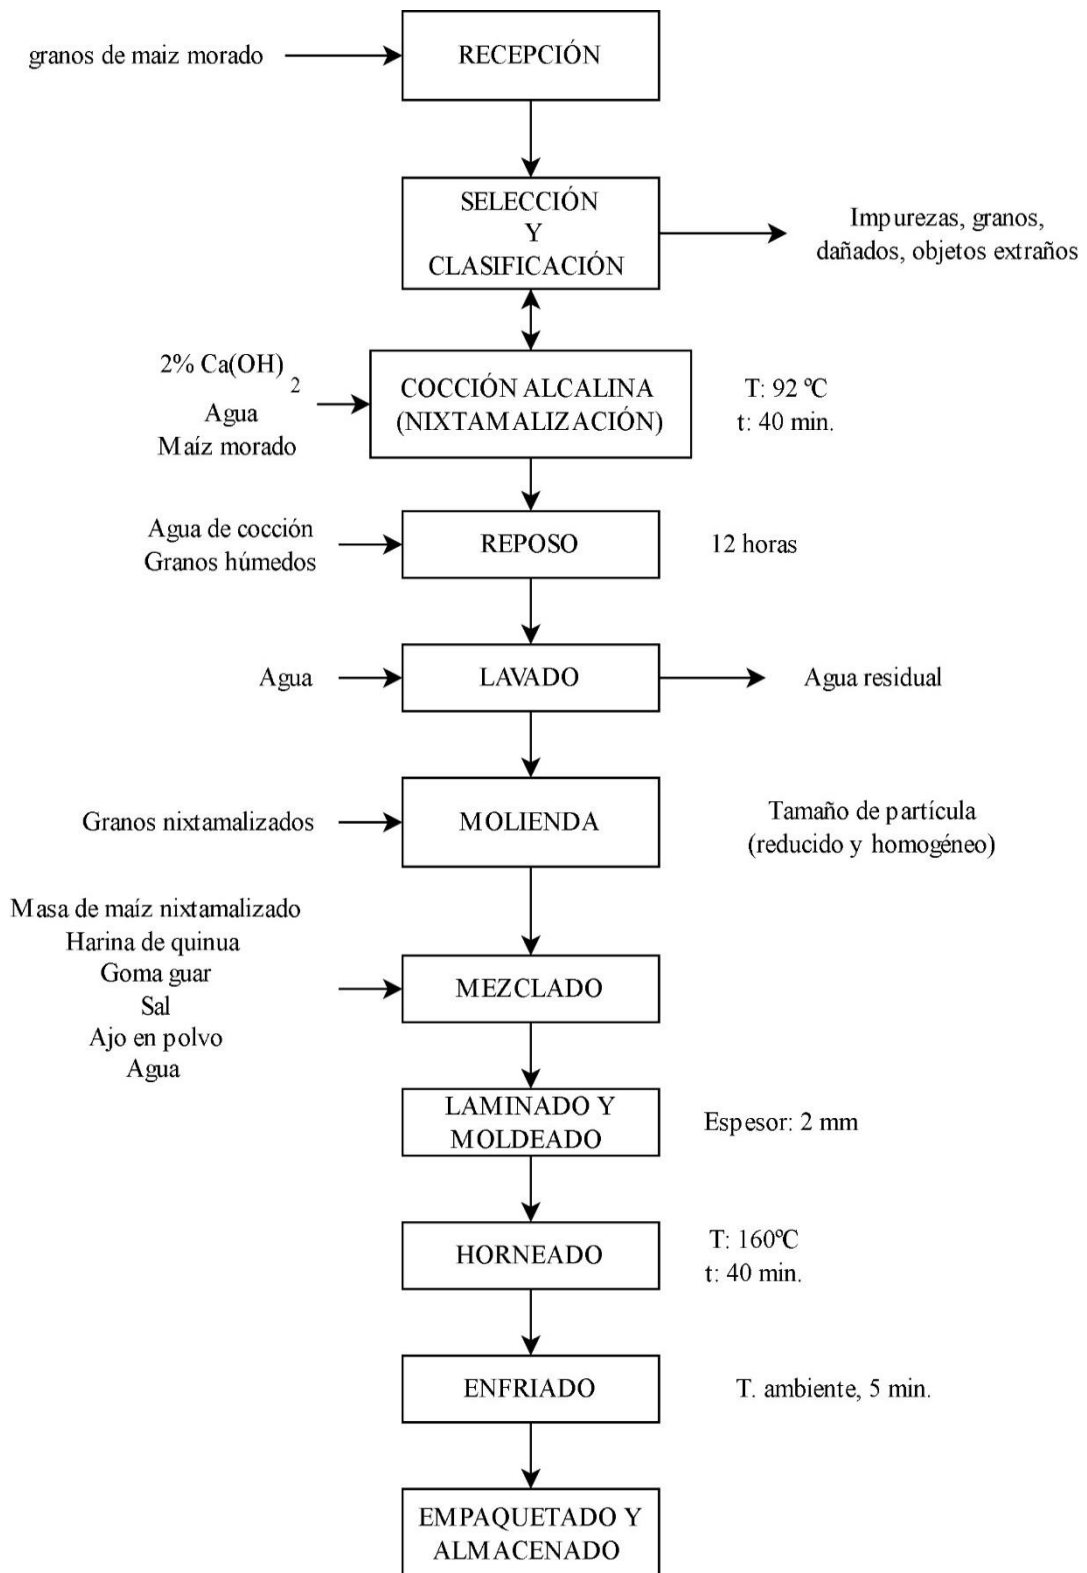 granos de maiz morado
RECEPCIÓN
SELECCIÓN
Y
CLASIFICACIÓN
Impurezas, granos,
dañados, objetos extraños
2% Ca(OH)
2
Agua
Maíz morado
COCCIÓN ALCALINA
(NIXTAMALIZACIÓN)
T: 92 ºC
t: 40 min.
Agua de cocción
Granos húmedos
REPOSO
12 horas
Agua
LAVADO
Agua residual
Granos nixtamalizados
MOLIENDA
Tamaño de partícula
(reducido y homogéneo)
Masa de maíz nixtamalizado
Harina de quinua
Goma guar
Sal
Ajo en polvo
Agua
MEZCLADO
LAMINADO Y
MOLDEADO
Espesor: 2 mm
HORNEADO
T: 160ºC
t: 40 min.
ENFRIADO
T. ambiente, 5 min.
EMPAQUETADO Y
ALMACENADO